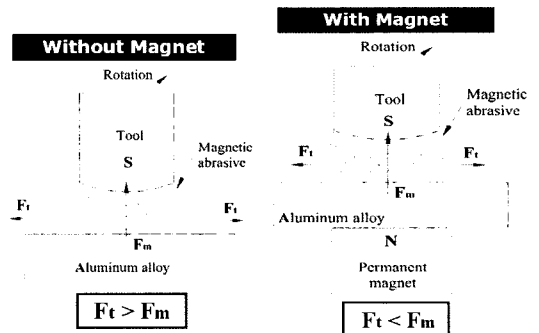 Without Magnet
Rotation
Tool
S
Magnetic
abrasive
Ft
Ft
Fm
Aluminum alloy
Ft > Fm
With Magnet
Rotation
Magnetic
abrasive
Tool
S
Ft
Ft
Fm
Aluminum alloy
N
Permanent
magnet
Ft < Fm